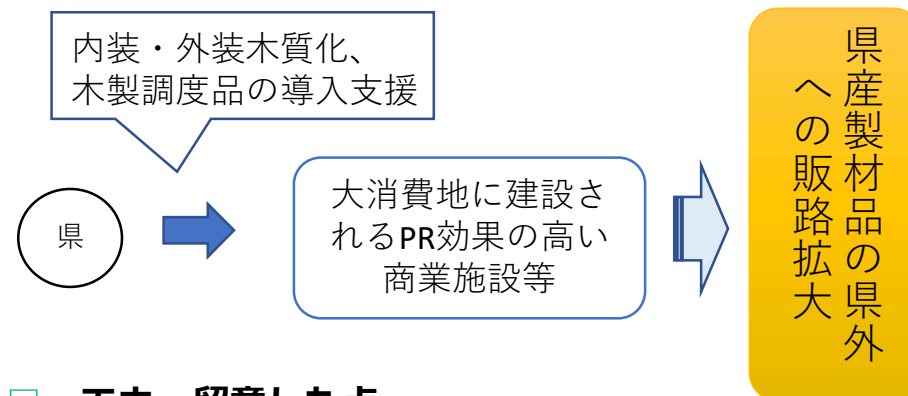 内装・外装木質化、
木製調度品の導入支援
県
大消費地に建設さ
れるPR効果の高い
商業施設等
県産製材品の県外
への販路拡大